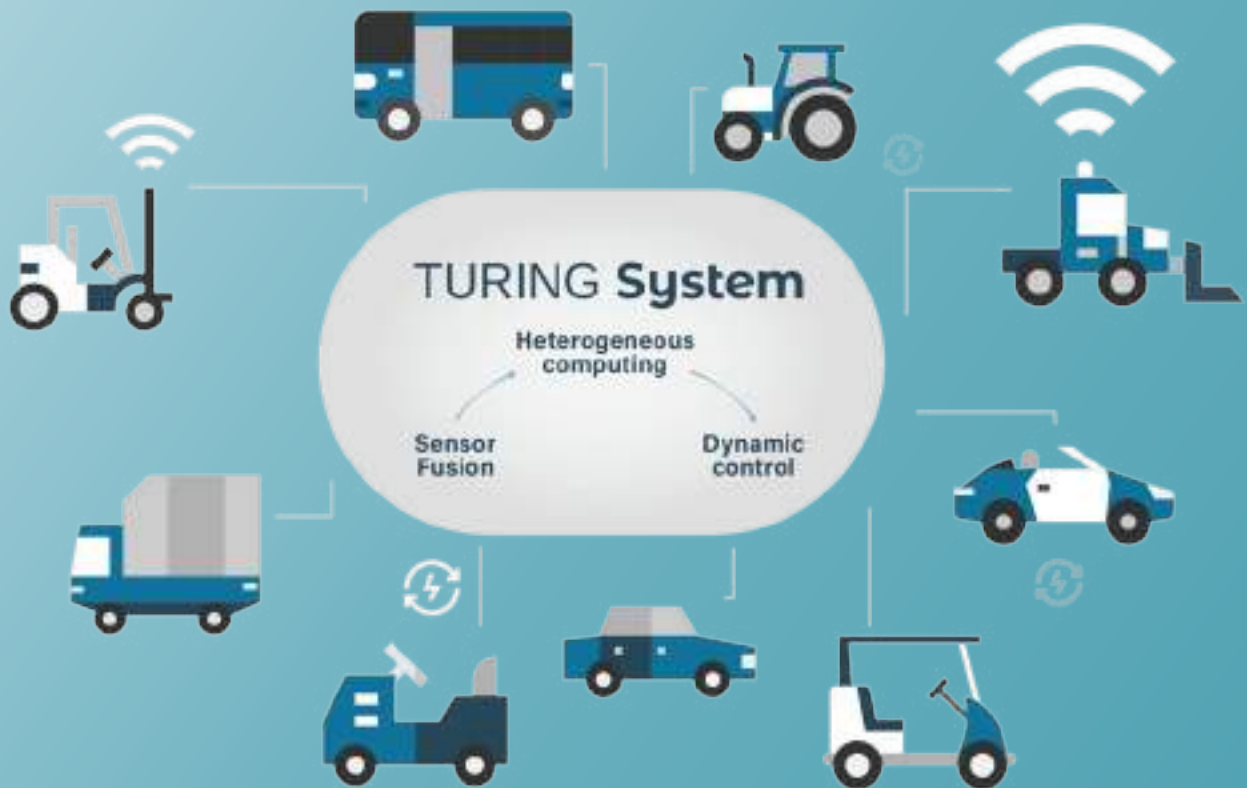 TURING System
Heterogeneous
computing
Sensor
Fusion
Dynamic
control